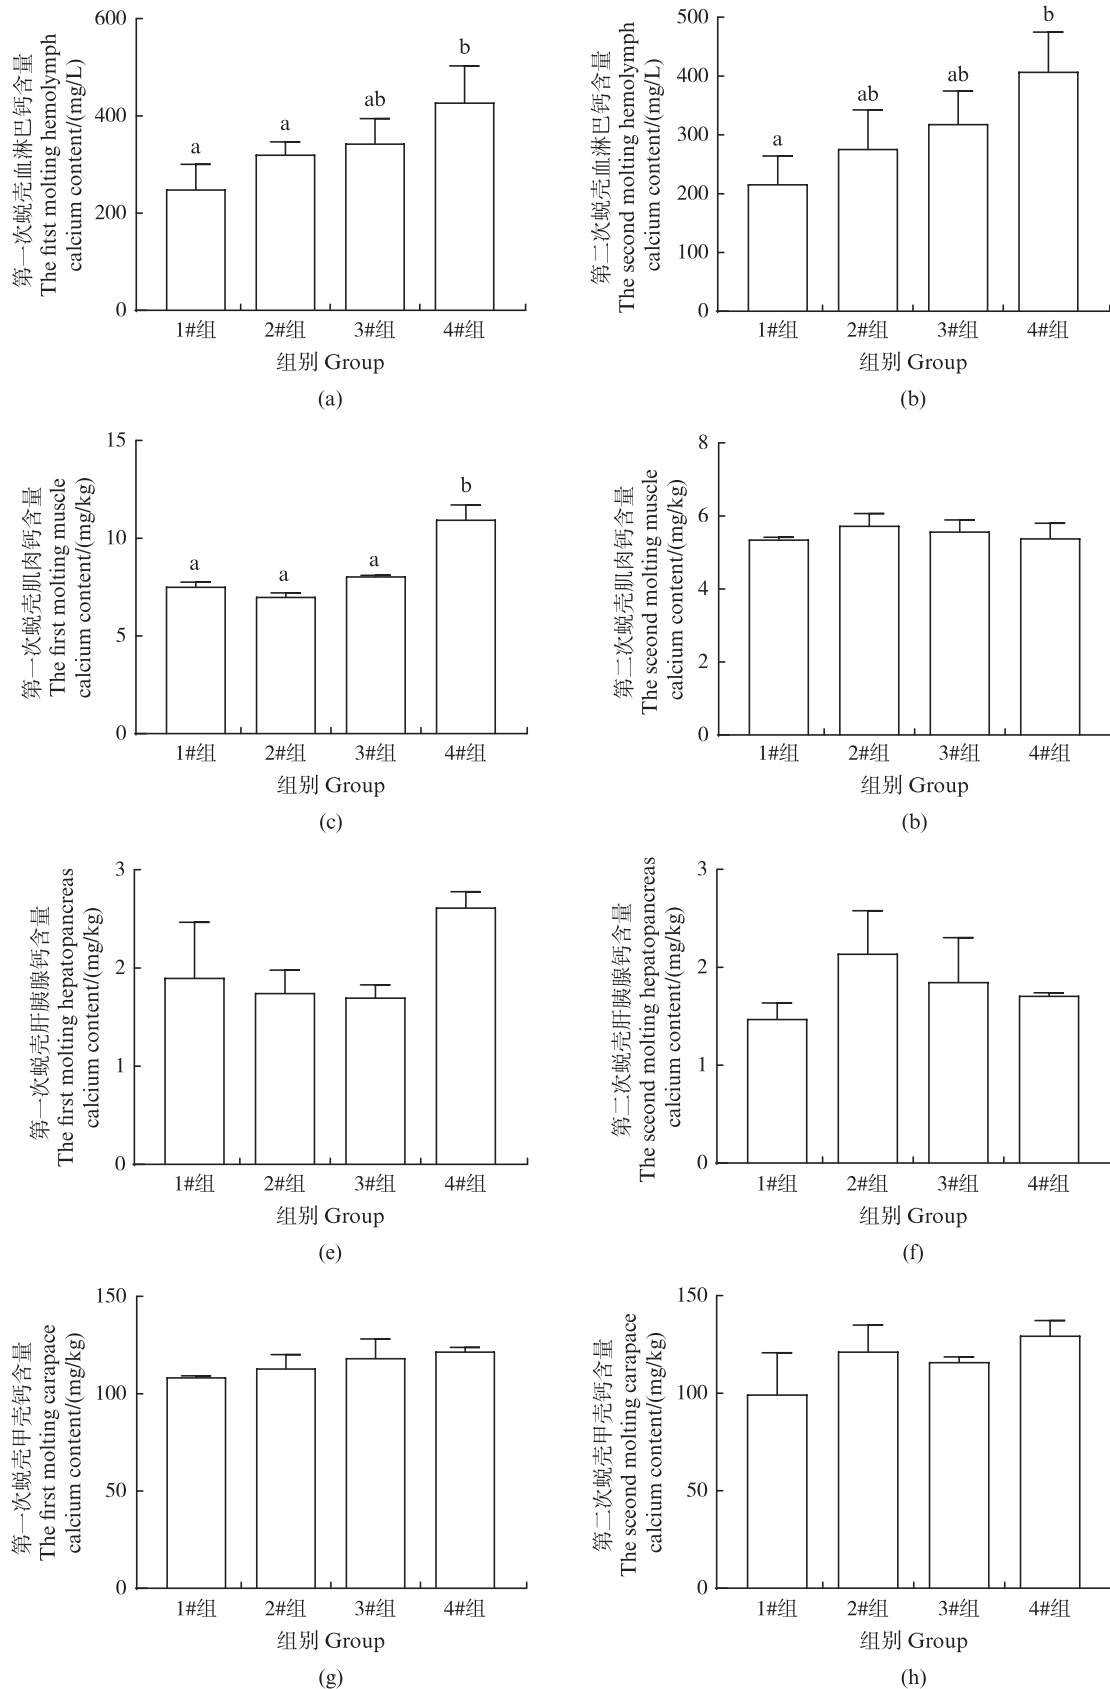 第一次蜕壳血淋巴钙含量
The fitst molting hemolymph
calcium content/(mg/L)
600
400
200
0
a
a
ab
b
1#组
2#组
3#组
4#组
组别 Group
(a)
第二次蜕壳血淋巴钙含量
The second molting hemolymph
calcium content/(mg/L)
500
400
300
200
100
0
a
ab
ab
b
1#组
2#组
3#组
4#组
组别 Group
(b)
第一次蜕壳肌肉钙含量
The first molting muscle
calcium content/(mg/kg)
15
10
5
0
a
a
a
b
1#组
2#组
3#组
4#组
组别 Group
(c)
第二次蜕壳肌肉钙含量
The sceond molting muscle
calcium content/(mg/kg)
8
6
4
2
0
1#组
2#组
3#组
4#组
组别 Group
(b)
第一次蜕壳肝胰腺钙含量
The first molting hepatopancreas
calcium content/(mg/kg)
3
2
1
0
1#组
2#组
3#组
4#组
组别 Group
(e)
第二次蜕壳肝胰腺钙含量
The sceond molting hepatopancreas
calcium content/(mg/kg)
3
2
1
0
1#组
2#组
3#组
4#组
组别 Group
(f)
第一次蜕壳甲壳钙含量
The first molting carapace
calcium content/(mg/kg)
150
100
50
0
1#组
2#组
3#组
4#组
组别 Group
(g)
第二次蜕壳甲壳钙含量
The sceond molting carapace
calcium content/(mg/kg)
150
100
50
0
1#组
2#组
3#组
4#组
组别 Group
(h)